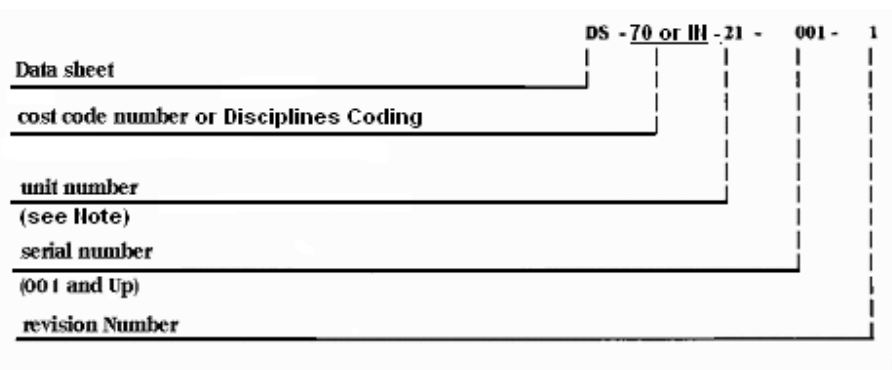 DS - 70 or IN - 21 - 001 - 1
Data sheet
cost code number or Disciplines Coding
unit number
(see Note)
serial number
(001 and Up)
revision Number